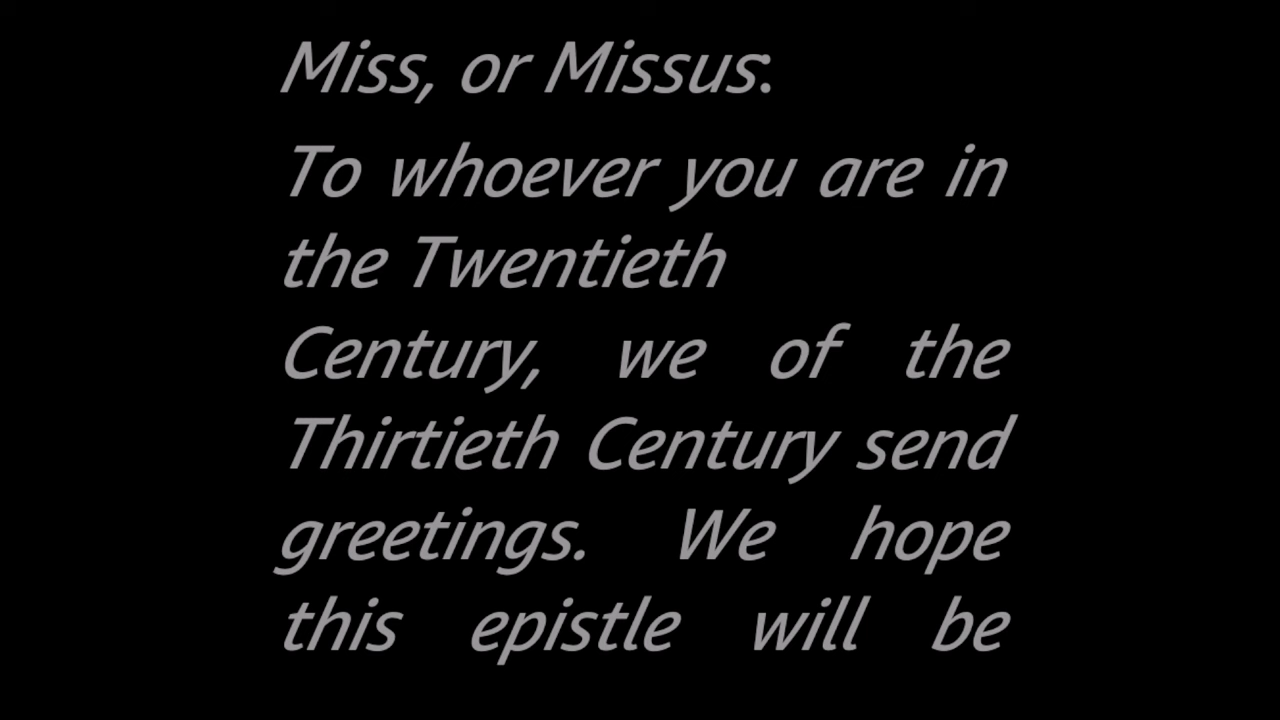 Miss, or Missus:
To whoever you are in
the Twentieth
Century, we of the
Thirtieth Century send
greetings. We hope
this epistle will be